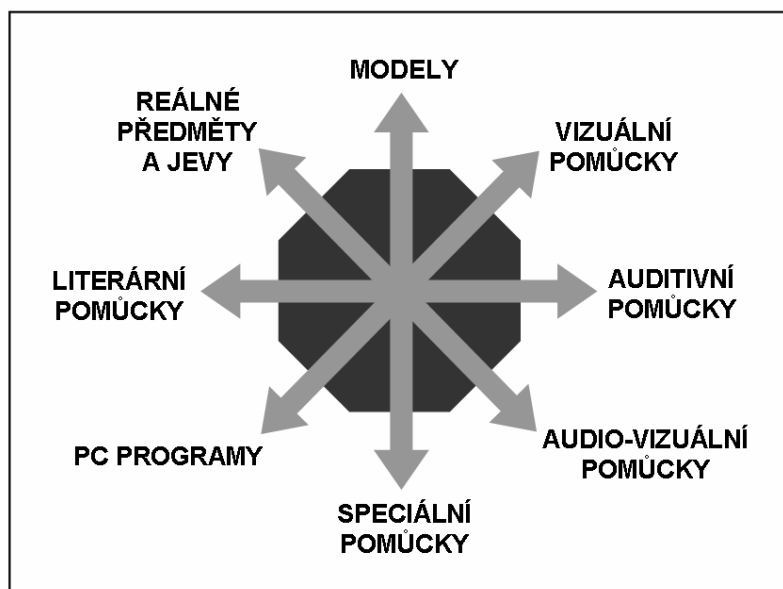 MODELY
REÁLNÉ
PŘEDMĚTY
A JEVY
VIZUÁLNÍ
POMŮCKY
LITERÁRNÍ
POMŮCKY
AUDITIVNÍ
POMŮCKY
PC PROGRAMY
AUDIO-VIZUÁLNÍ
POMŮCKY
SPECIÁLNÍ
POMŮCKY